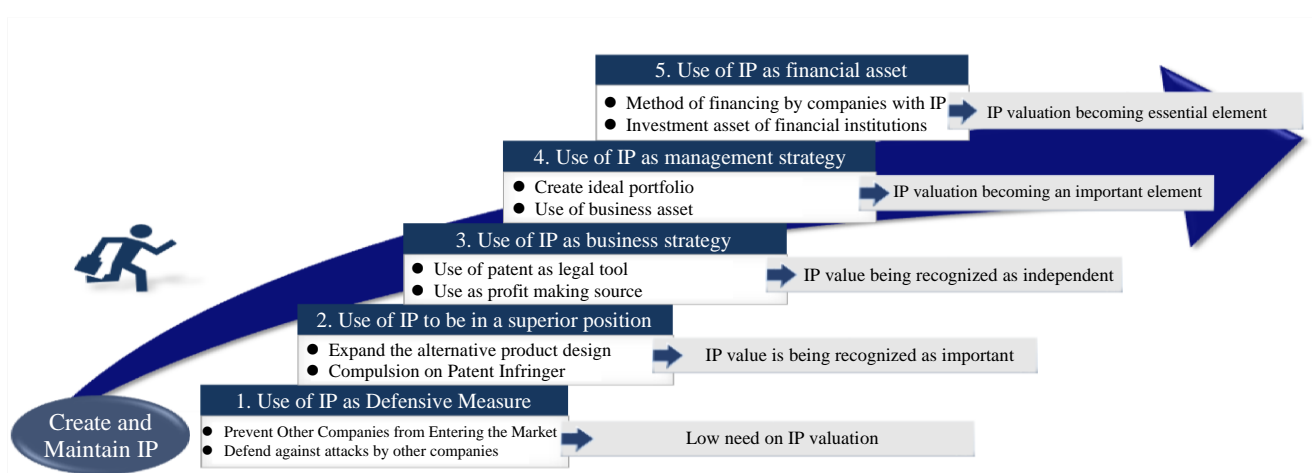 5. Use of IP as financial asset
● Method of financing by companies with IP
● Investment asset of financial institutions
IP valuation becoming essential element
4. Use of IP as management strategy
● Create ideal portfolio
● Use of business asset
IP valuation becoming an important element
3. Use of IP as business strategy
● Use of patent as legal tool
● Use as profit making source
IP value being recognized as independent
2. Use of IP to be in a superior position
● Expand the alternative product design
● Compulsion on Patent Infringer
IP value is being recognized as important
1. Use of IP as Defensive Measure
● Prevent Other Companies from Entering the Market
● Defend against attacks by other companies
Low need on IP valuation
Create and
Maintain IP